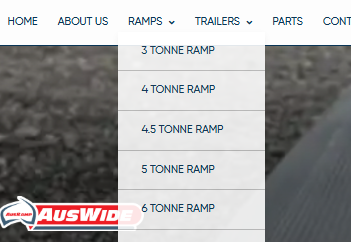 HOME ABOUT US RAMPS TRAILERS PARTS CONT
3 TONNE RAMP
4 TONNE RAMP
4.5 TONNE RAMP
5 TONNE RAMP
6 TONNE RAMP
AUSWIDE